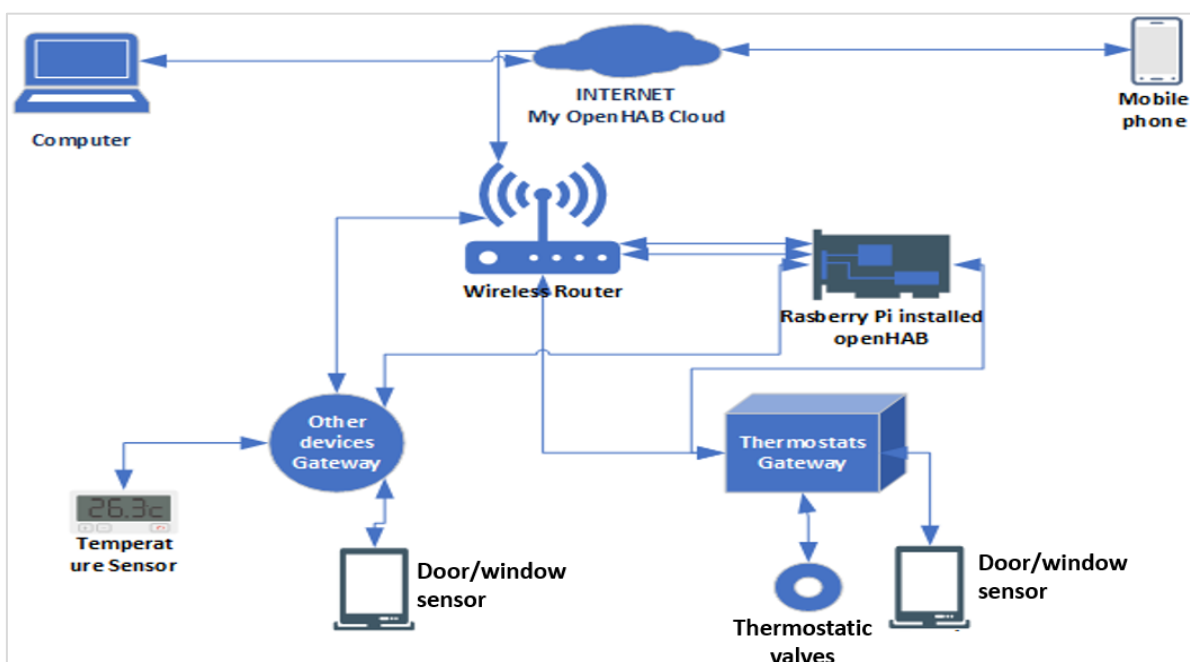 INTERNET
My OpenHAB Cloud
Computer
Mobile
phone
Wireless Router
Rasberry Pi installed
openHAB
Other
devices
Gateway
Thermostats
Gateway
26.3c
Temperat
ure Sensor
Door/window
sensor
Thermostatic
valves
Door/window
sensor